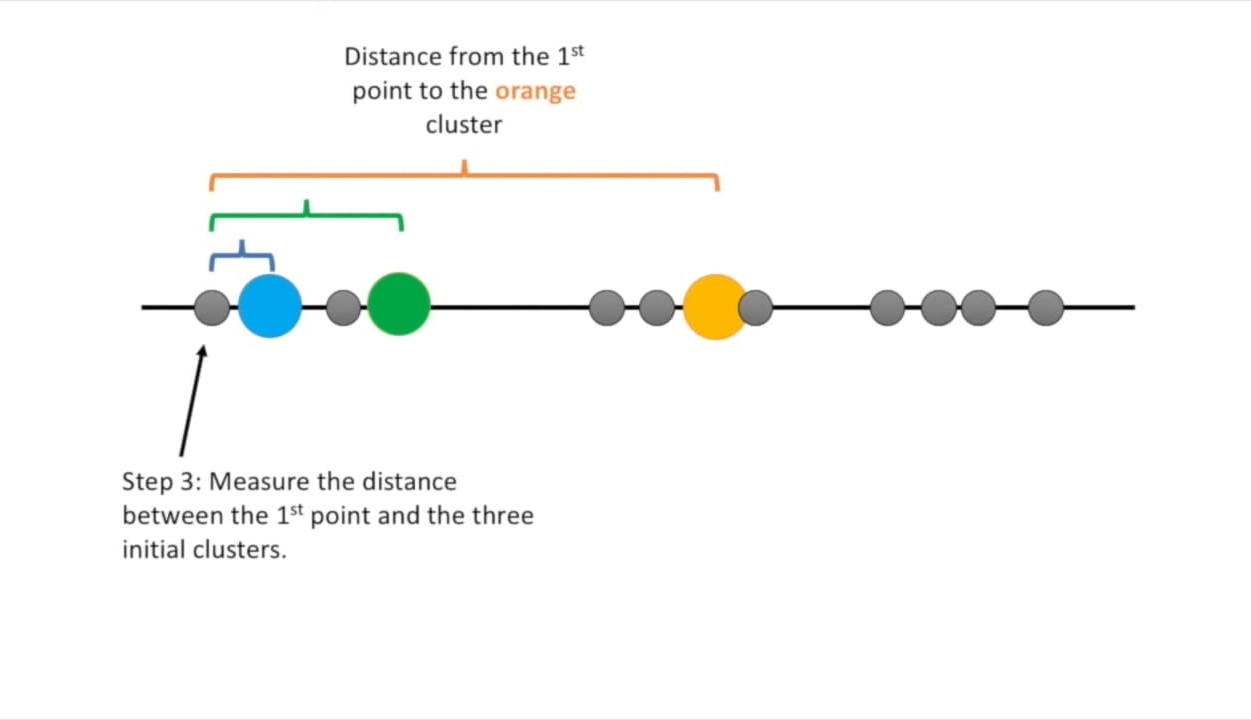 Distance from the 1st
point to the orange
cluster
Step 3: Measure the distance
between the 1st point and the three
initial clusters.